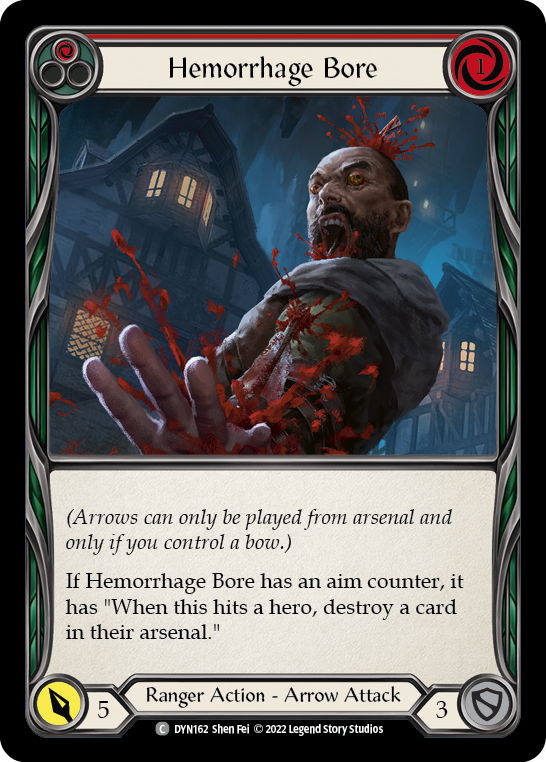 Hemorrhage Bore
1
(Arrows can only be played from arsenal and
only if you control a bow.)
If Hemorrhage Bore has an aim counter, it
has "When this hits a hero, destroy a card
in their arsenal."
5
Ranger Action - Arrow Attack
3
C DYN162 Shen Fei © 2022 Legend Story Studios